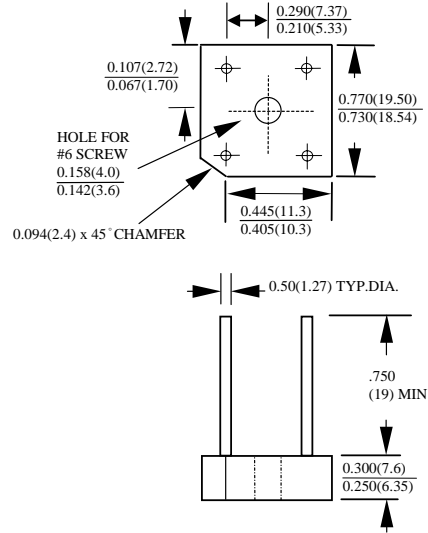 0.290(7.37)
0.210(5.33)
0.107(2.72)
0.067(1.70)
0.770(19.50)
0.730(18.54)
HOLE FOR
#6 SCREW
0.158(4.0)
0.142(3.6)
0.445(11.3)
0.405(10.3)
0.094(2.4) x 45°CHAMFER
0.50(1.27) TYP.DIA.
.750
(19) MIN
0.300(7.6)
0.250(6.35)